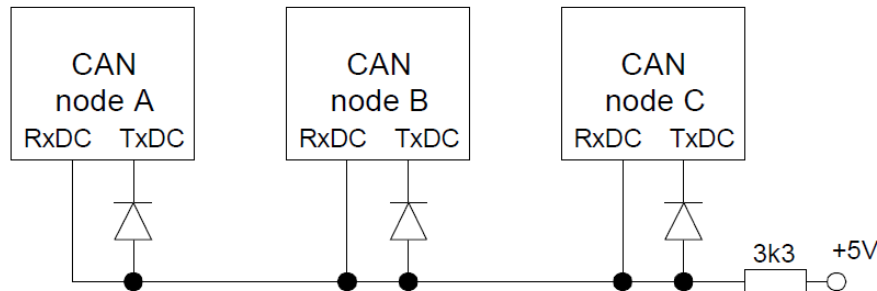 CAN
node A
RxDC TxDC
CAN
node B
RxDC TxDC
CAN
node C
RxDC TxDC
3k3
+5V